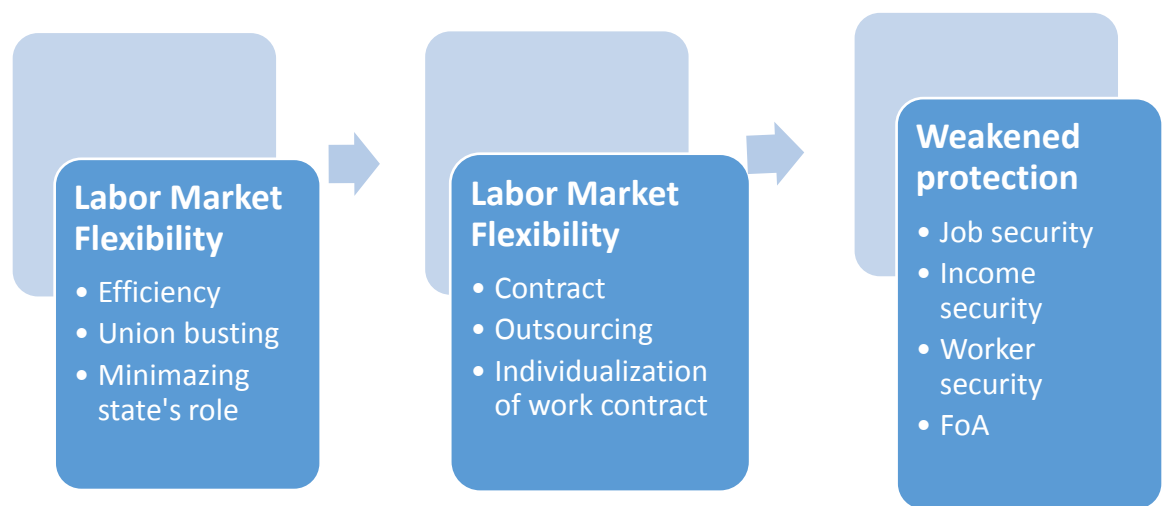 Labor Market
Flexibility
• Efficiency
• Union busting
• Minimazing
state's role
Labor Market
Flexibility
• Contract
• Outsourcing
• Individualization
of work contract
Weakened
protection
• Job security
• Income
security
• Worker
security
• FoA